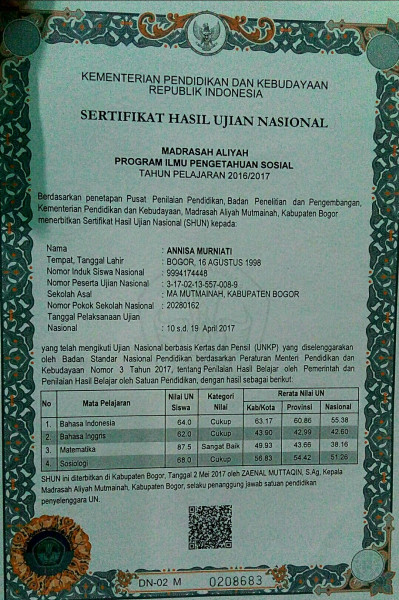 KEMENTERIAN PENDIDIKAN DAN KEBUDAYAAN
REPUBLIK INDONESIA
SERTIFIKAT HASIL UJIAN NASIONAL
MADRASAH ALIYAH
PROGRAM ILMU PENGETAHUAN SOSIAL
TAHUN PELAJARAN 2016/2017
Berdasarkan penetapan Pusat Penilaian Pendidikan, Badan Penelitian dan Pengembangan,
Kementerian Pendidikan dan Kebudayaan, Madrasah Aliyah Mutmainah, Kabupaten Bogor
menerbitkan Sertifikat Hasil Ujian Nasional (SHUN) kepada:
Nama : ANNISA MURNIATI
Tempat, Tanggal Lahir : BOGOR, 16 AGUSTUS 1998
Nomor Induk Siswa Nasional : 9994174448
Nomor Peserta Ujian Nasional : 3-17-02-13-557-008-9
Sekolah Asal : MA MUTMAINAH, KABUPATEN BOGOR
Nomor Pokok Sekolah Nasional : 20280162
Tanggal Pelaksanaan Ujian
Nasional : 10 s.d. 19 April 2017
yang telah mengikuti Ujian Nasional berbasis Kertas dan Pensil (UNKP) yang diselenggarakan
oleh Badan Standar Nasional Pendidikan berdasarkan Peraturan Menteri Pendidikan dan
Kebudayaan Nomor 3 Tahun 2017, tentang Penilaian Hasil Belajar oleh Pemerintah dan
Penilaian Hasil Belajar oleh Satuan Pendidikan, dengan hasil sebagai berikut:
No Mata Pelajaran Nilai UN Siswa Kategori Nilai Rerata Nilai UN
Kab/Kota Provinsi Nasional
1. Bahasa Indonesia 64.0 Cukup 63.17 60.86 55.38
2. Bahasa Inggris 62.0 Cukup 43.90 42.99 42.60
3. Matematika 87.5 Sangat Baik 49.93 43.66 38.16
4. Sosiologi 68.0 Cukup 56.83 54.42 51.26
SHUN ini diterbitkan di Kabupaten Bogor, Tanggal 2 Mei 2017 oleh ZAENAL MUTTAQIN, S.Ag, Kepala
Madrasah Aliyah Mutmainah, Kabupaten Bogor, selaku penanggung jawab satuan pendidikan
penyelenggara UN.
DN-02 M 0208683